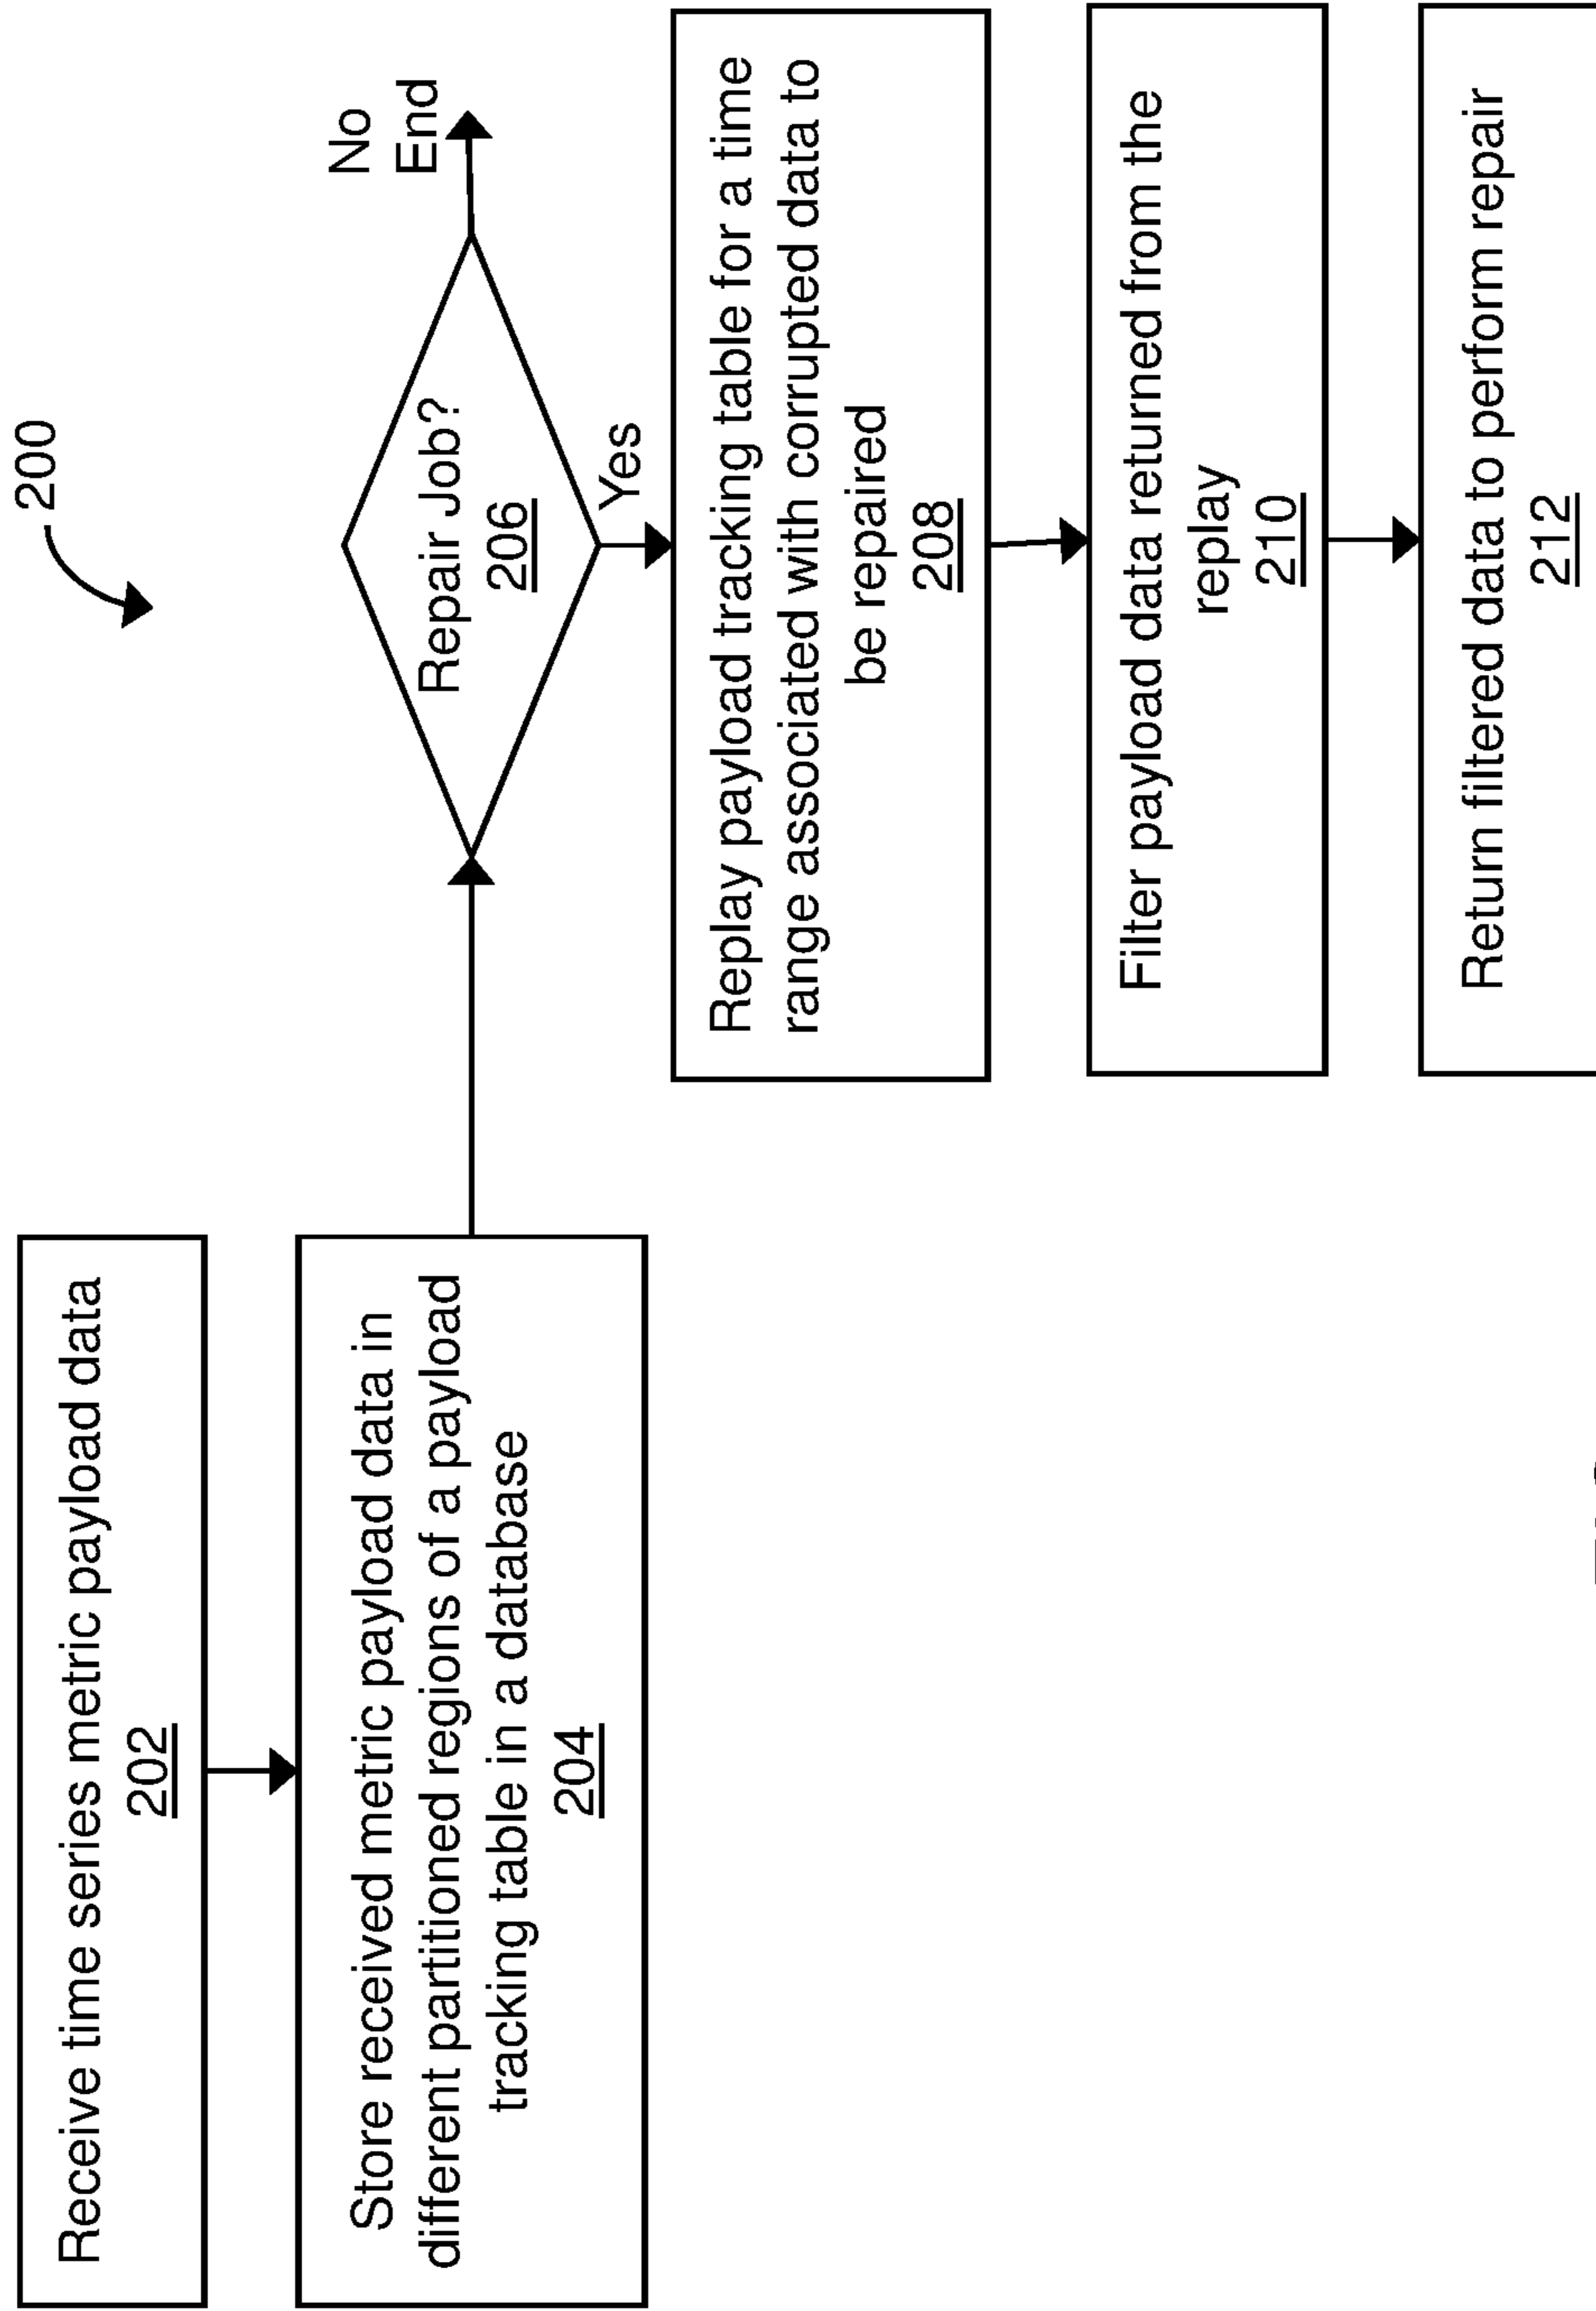 200
Receive time series metric payload data
202
Store received metric payload data in
different partitioned regions of a payload
tracking table in a database
204
Repair Job?
206
No
End
Yes
Replay payload tracking table for a time
range associated with corrupted data to
be repaired
208
Filter payload data returned from the
replay
210
Return filtered data to perform repair
212